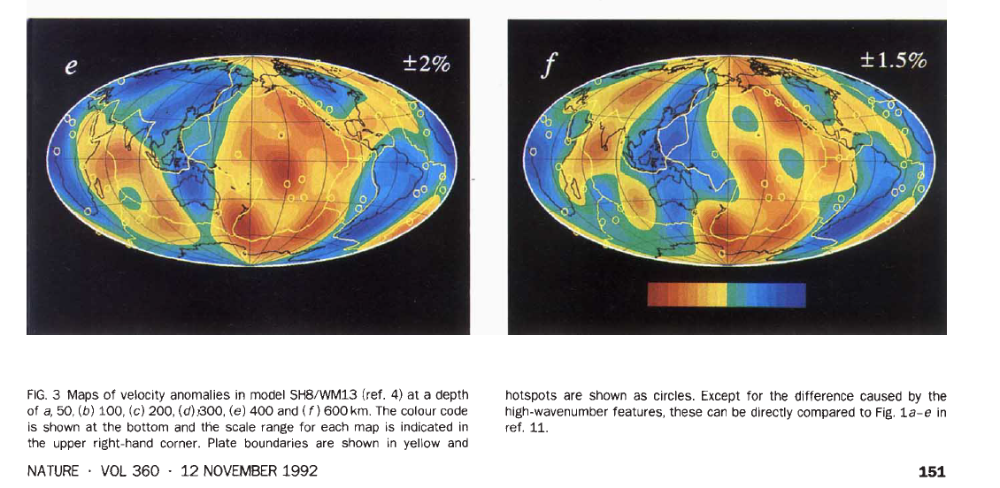 e
±2%
f
±1.5%
FIG. 3 Maps of velocity anomalies in model SH8/WM13 (ref. 4) at a depth
of a, 50, (b) 100, (c) 200, (d) 300, (e) 400 and (f) 600 km. The colour code
is shown at the bottom and the scale range for each map is indicated in
the upper right-hand corner. Plate boundaries are shown in yellow and
hotspots are shown as circles. Except for the difference caused by the
high-wavenumber features, these can be directly compared to Fig. 1a–e in
ref. 11.
NATURE · VOL 360 · 12 NOVEMBER 1992
151